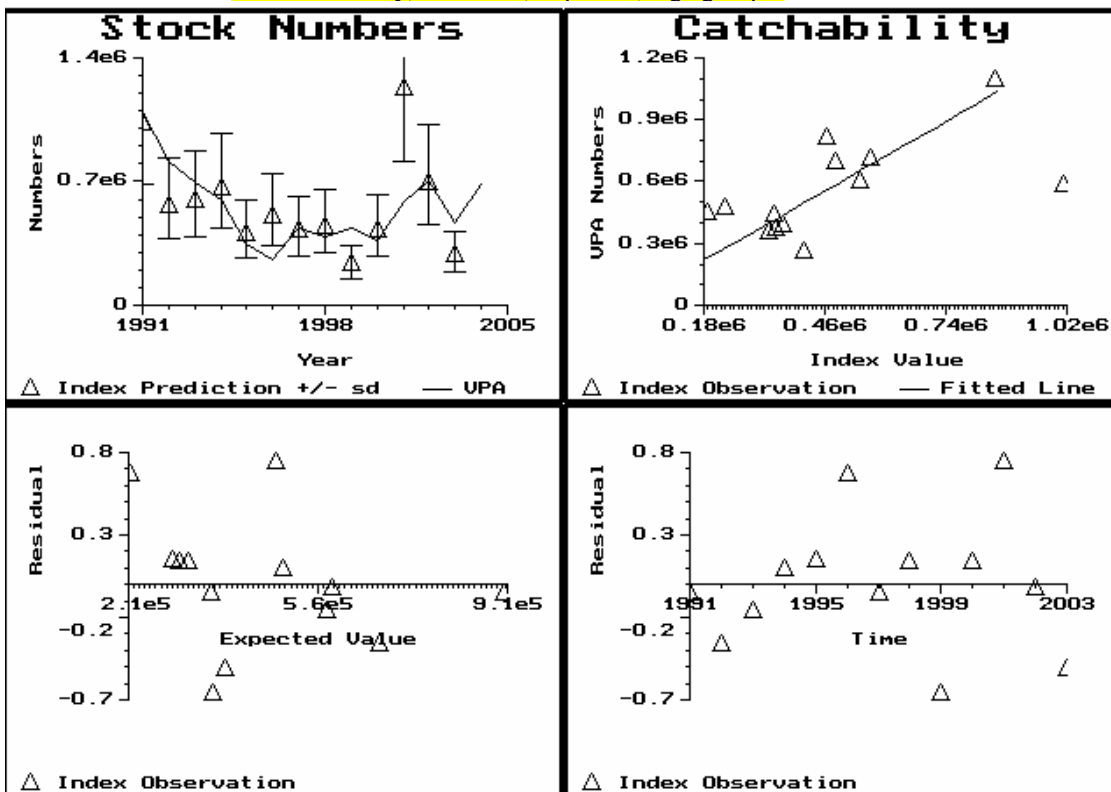 Stock Numbers
1.4e6
0.7e6
0
Numbers
1991 1998 2005
Year
△ Index Prediction +/- sd — VPA
Catchability
1.2e6
0.9e6
0.6e6
0.3e6
0
VPA Numbers
0.18e6 0.46e6 0.74e6 1.02e6
Index Value
△ Index Observation — Fitted Line
0.8
0.3
-0.2
-0.7
Residual
2.1e5 5.6e5 9.1e5
Expected Value
△ Index Observation
0.8
0.3
-0.2
-0.7
Residual
1991 1995 1999 2003
Time
△ Index Observation